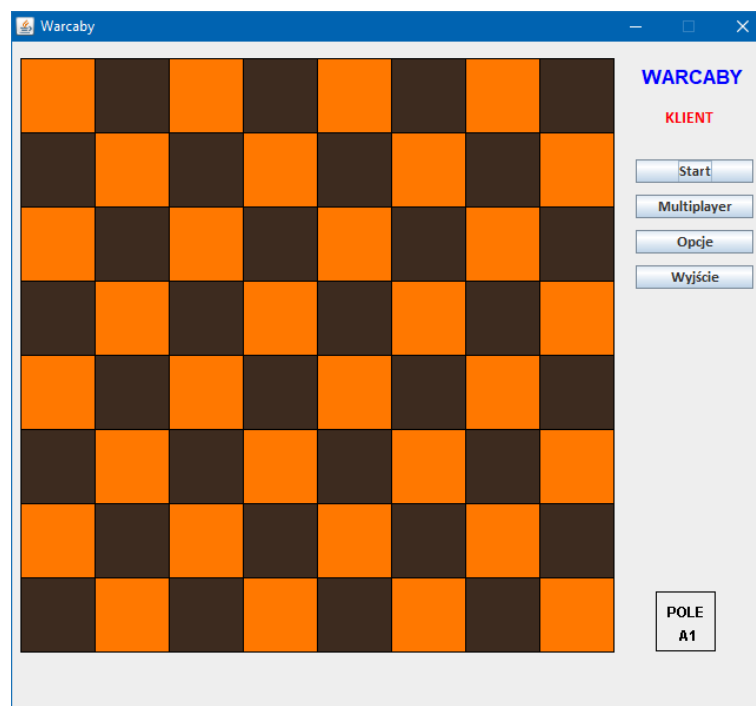 Warcaby
WARCABY
KLIENT
Start
Multiplayer
Opcje
Wyjście
POLE
A1